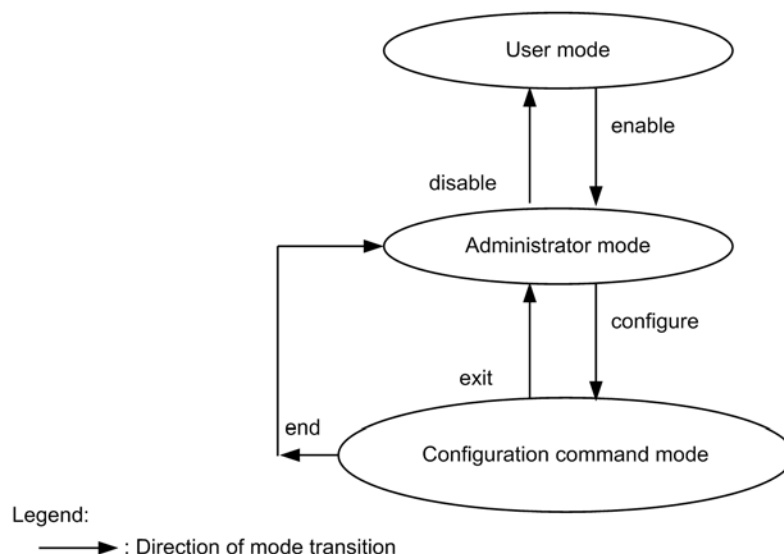 User mode
enable
disable
Administrator mode
configure
exit
end
Configuration command mode
Legend:
: Direction of mode transition